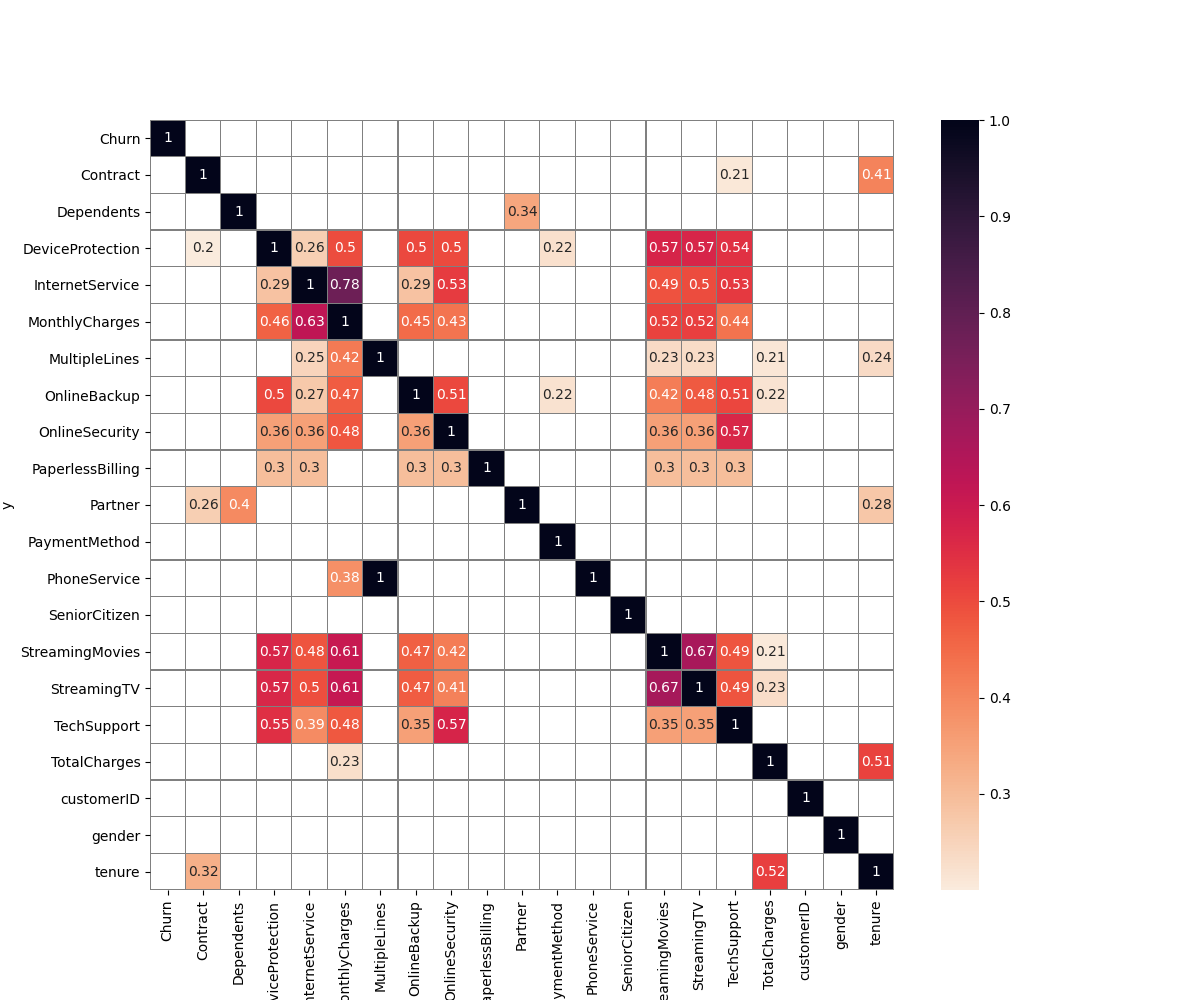 Churn 1 1.0
Contract 1 0.21 0.41
0.9
Dependents 1 0.34
DeviceProtection 0.2 1 0.26 0.5 0.5 0.5 0.22 0.57 0.57 0.54
InternetService 0.29 1 0.78 0.29 0.53 0.49 0.5 0.53
0.8
MonthlyCharges 0.46 0.63 1 0.45 0.43 0.52 0.52 0.44
MultipleLines 0.25 0.42 1 0.23 0.23 0.21 0.24
OnlineBackup 0.5 0.27 0.47 1 0.51 0.22 0.42 0.48 0.51 0.22
0.7
OnlineSecurity 0.36 0.36 0.48 0.36 1 0.36 0.36 0.57
PaperlessBilling 0.3 0.3 0.3 0.3 1 0.3 0.3 0.3
y
Partner 0.26 0.4 1 0.28
0.6
PaymentMethod 1
PhoneService 0.38 1 1
0.5
SeniorCitizen 1
StreamingMovies 0.57 0.48 0.61 0.47 0.42 1 0.67 0.49 0.21
StreamingTV 0.57 0.5 0.61 0.47 0.41 0.67 1 0.49 0.23
0.4
TechSupport 0.55 0.39 0.48 0.35 0.57 0.35 0.35 1
TotalCharges 0.23 1 0.51
0.3
customerID 1
gender 1
tenure 0.32 0.52 1
Churn
Contract
Dependents
viceProtection
nternetService
onthlyCharges
MultipleLines
OnlineBackup
OnlineSecurity
aperlessBilling
Partner
ymentMethod
PhoneService
SeniorCitizen
eamingMovies
StreamingTV
TechSupport
TotalCharges
customerID
gender
tenure